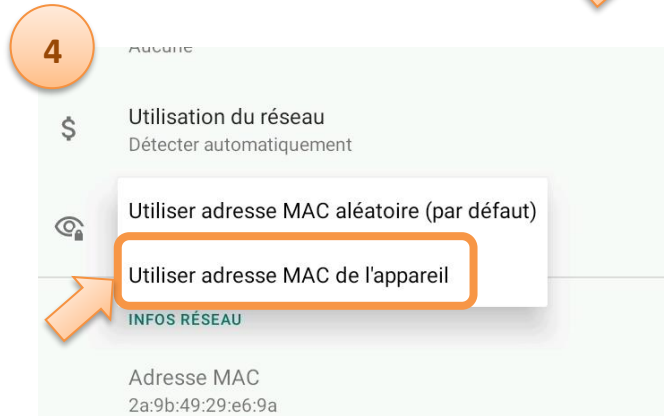 4
Aucune
$
Utilisation du réseau
Détecter automatiquement
Utiliser adresse MAC aléatoire (par défaut)
Utiliser adresse MAC de l'appareil
INFOS RÉSEAU
Adresse MAC
2a:9b:49:29:e6:9a